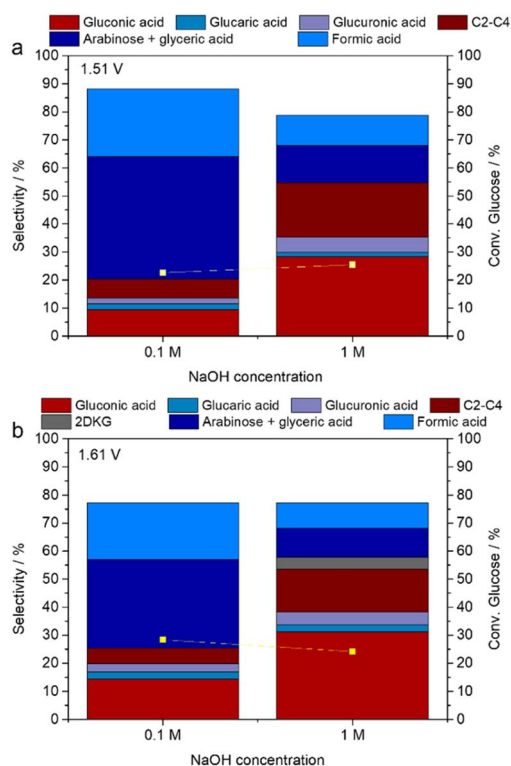 Gluconic acid Glucaric acid Glucuronic acid C2-C4
Arabinose + glyceric acid Formic acid
a
1.51 V
100
90
80
70
60
50
40
30
20
10
0
Selectivity / %
100
90
80
70
60
50
40
30
20
10
0
Conv. Glucose / %
0.1 M 1 M
NaOH concentration
Gluconic acid Glucaric acid Glucuronic acid C2-C4
2DKG Arabinose + glyceric acid Formic acid
b
1.61 V
100
90
80
70
60
50
40
30
20
10
0
Selectivity / %
100
90
80
70
60
50
40
30
20
10
0
Conv. Glucose / %
0.1 M 1 M
NaOH concentration